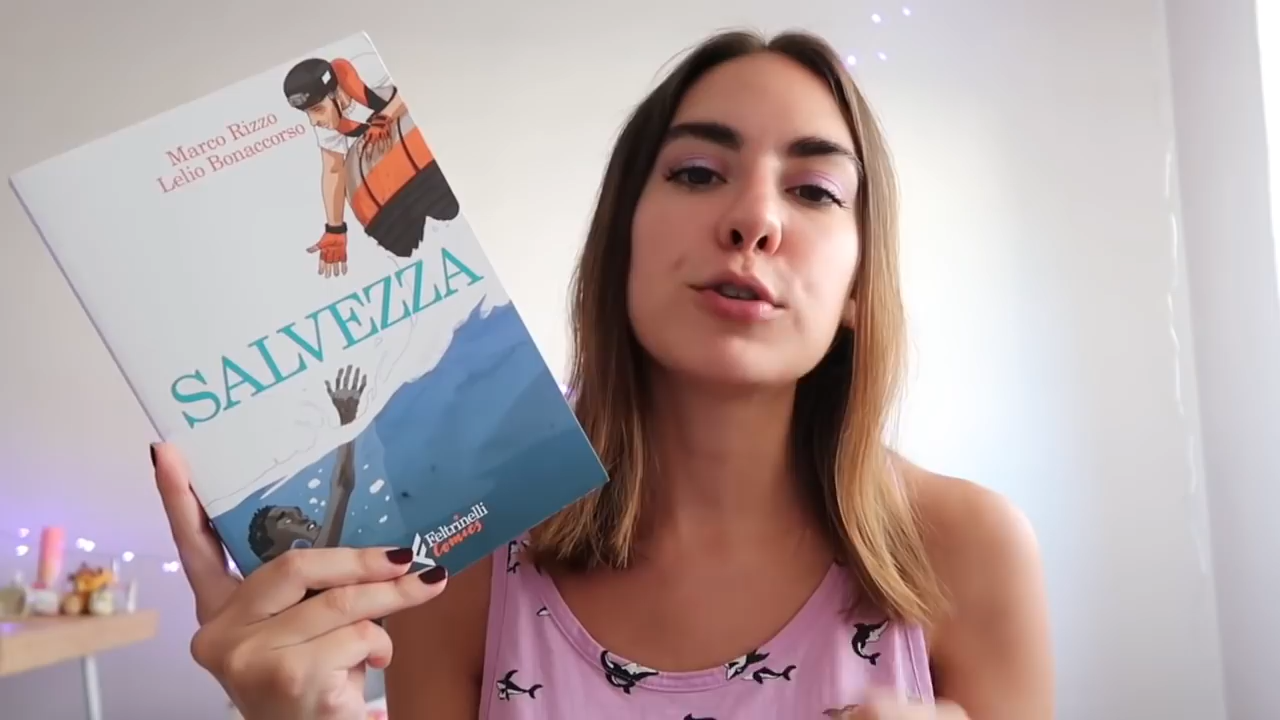 Marco Rizzo
Lelio Bonaccorso
SALVEZZA
Feltrinelli
Comics